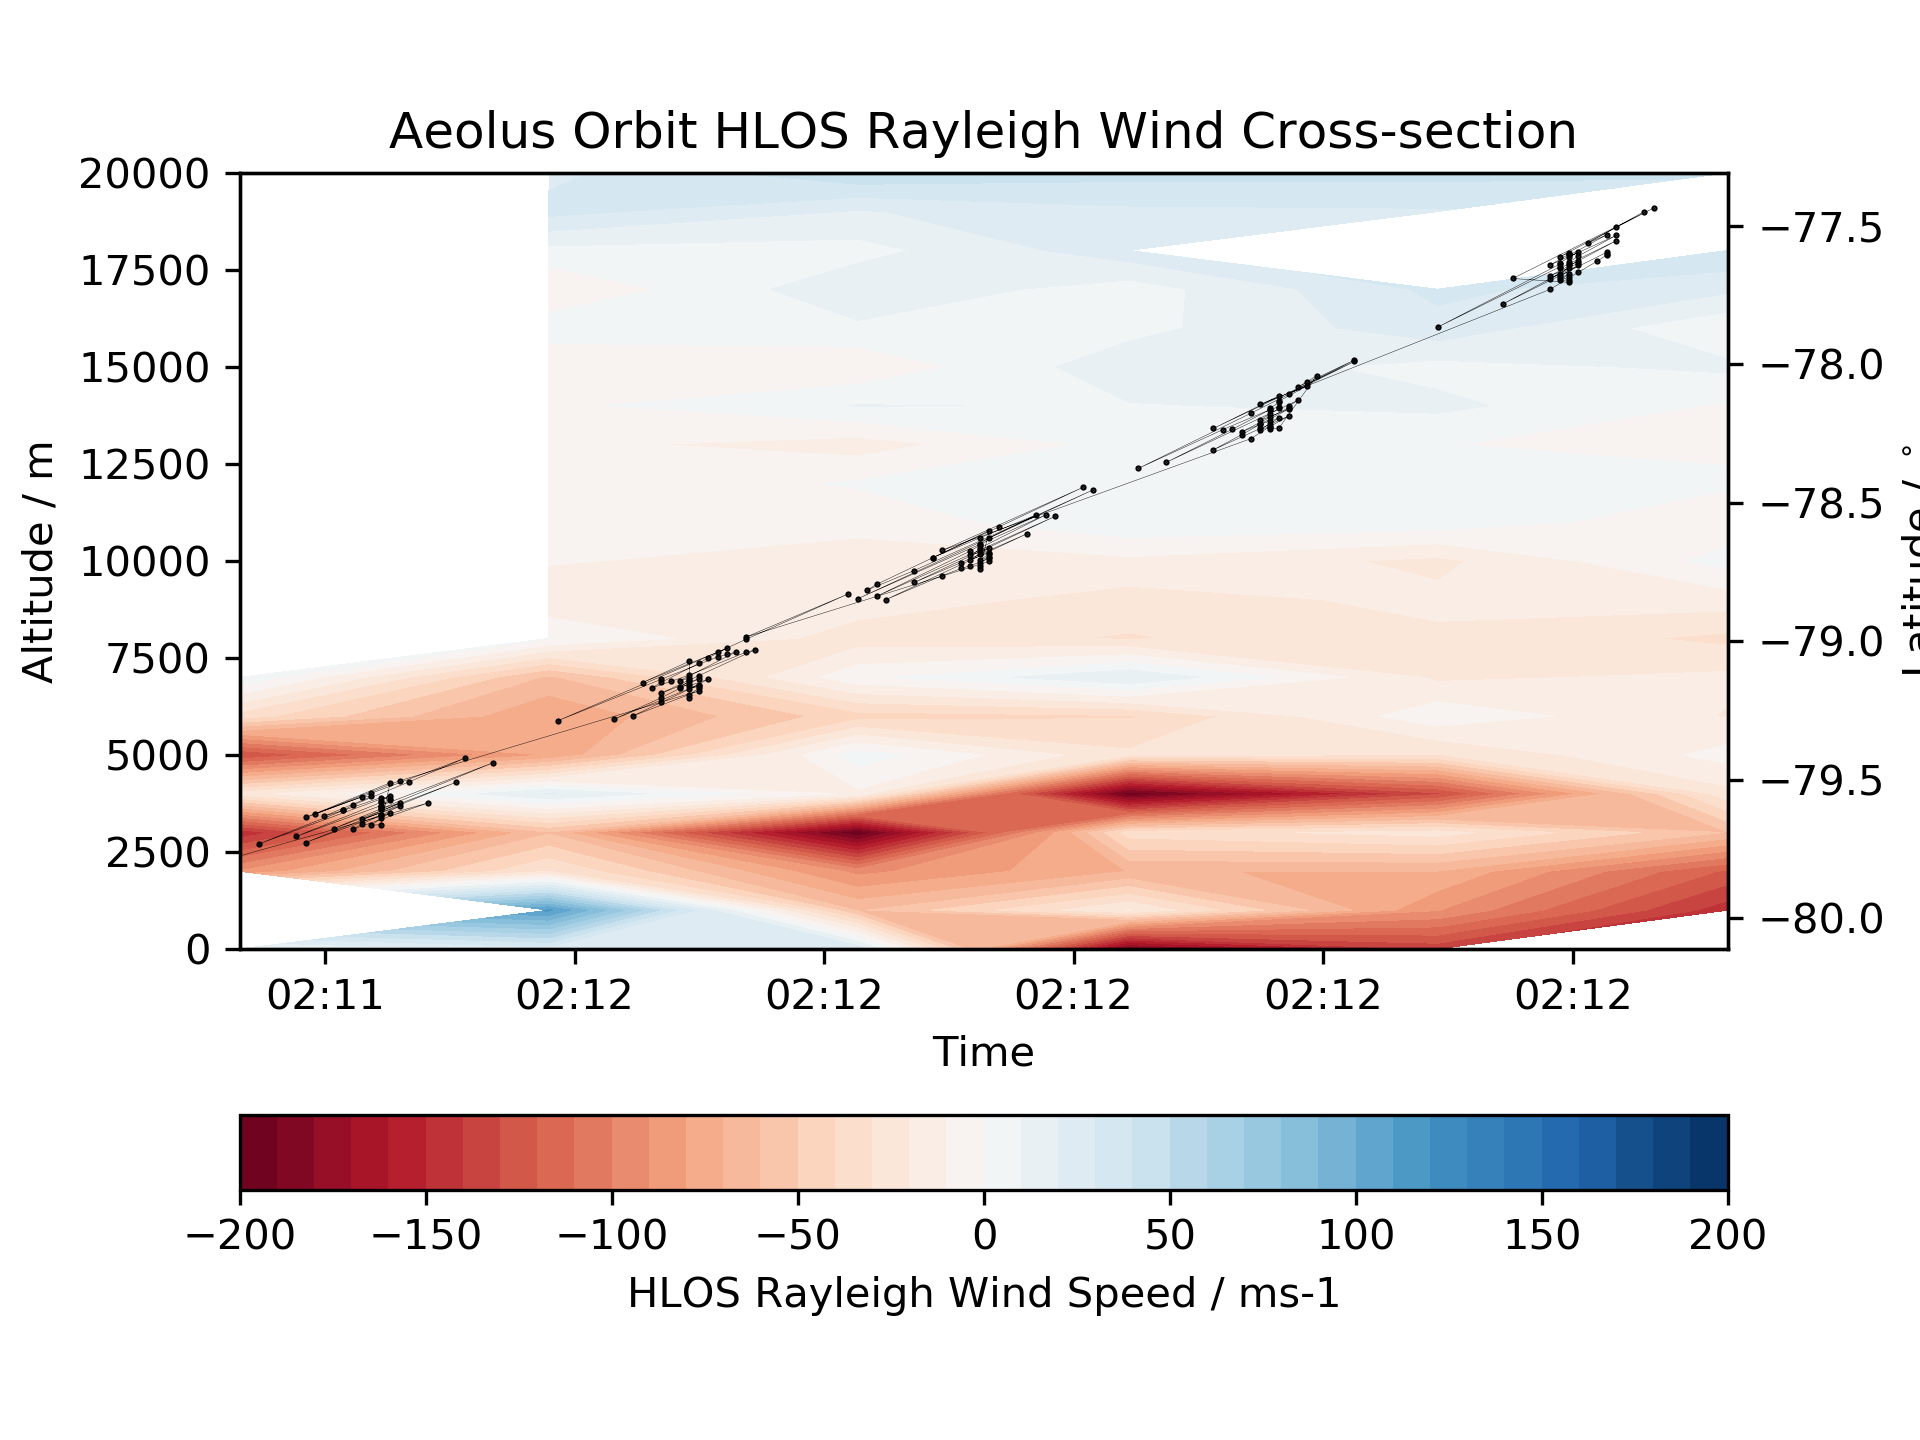 Aeolus Orbit HLOS Rayleigh Wind Cross-section
20000
17500
15000
12500
10000
7500
5000
2500
0
Altitude / m
−77.5
−78.0
−78.5
−79.0
−79.5
−80.0
Latitude / °
02:11 02:12 02:12 02:12 02:12 02:12
Time
−200 −150 −100 −50 0 50 100 150 200
HLOS Rayleigh Wind Speed / ms-1